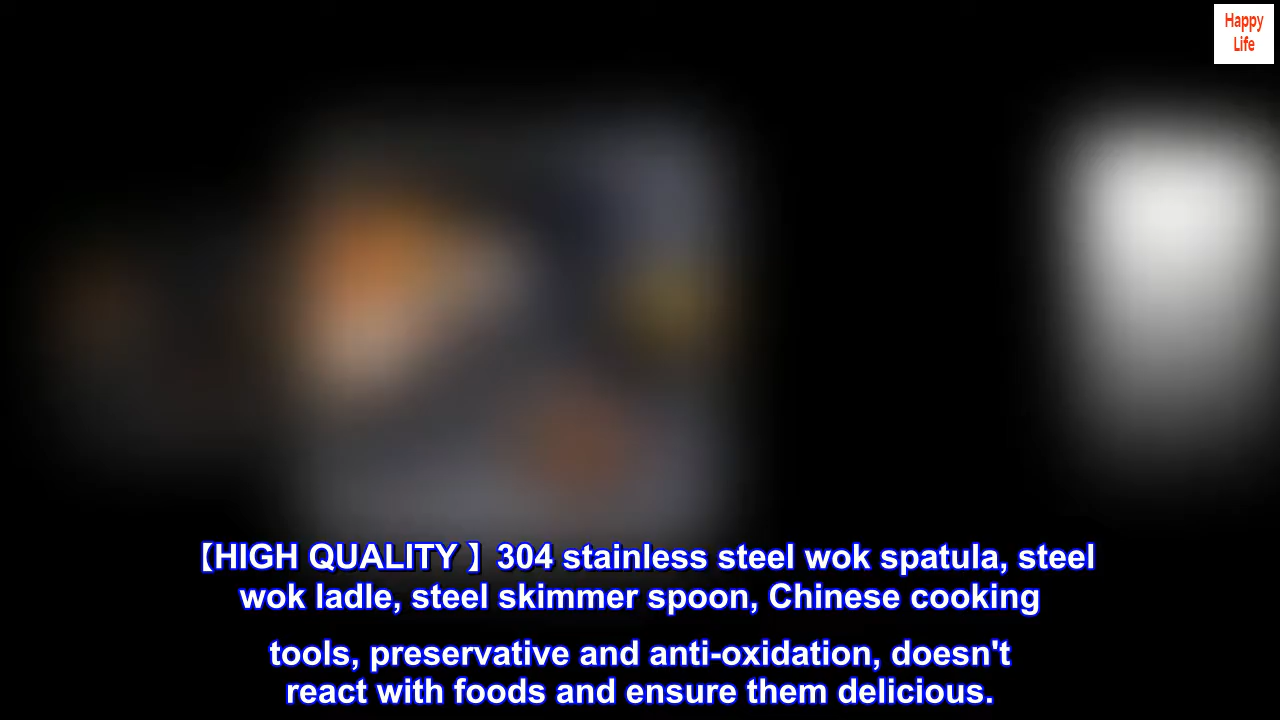 Happy
Life
【HIGH QUALITY 】304 stainless steel wok spatula, steel
wok ladle, steel skimmer spoon, Chinese cooking
tools, preservative and anti-oxidation, doesn't
react with foods and ensure them delicious.